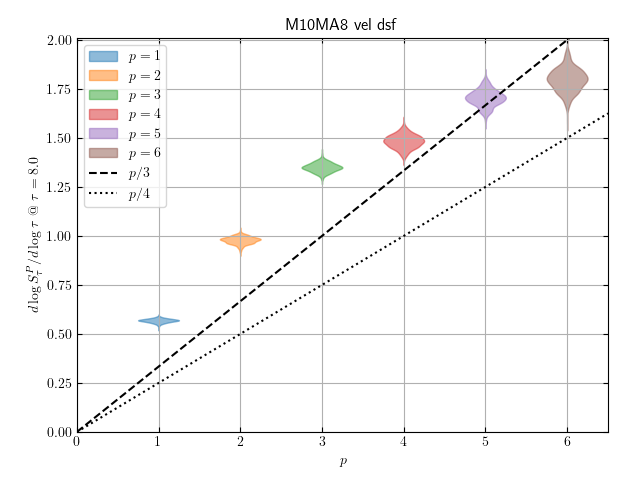 M10MA8 vel dsf
p = 1
p = 2
p = 3
p = 4
p = 5
p = 6
p/3
p/4
d log S_τ^P / d log τ @ τ = 8.0
2.00
1.75
1.50
1.25
1.00
0.75
0.50
0.25
0.00
0 1 2 3 4 5 6
p